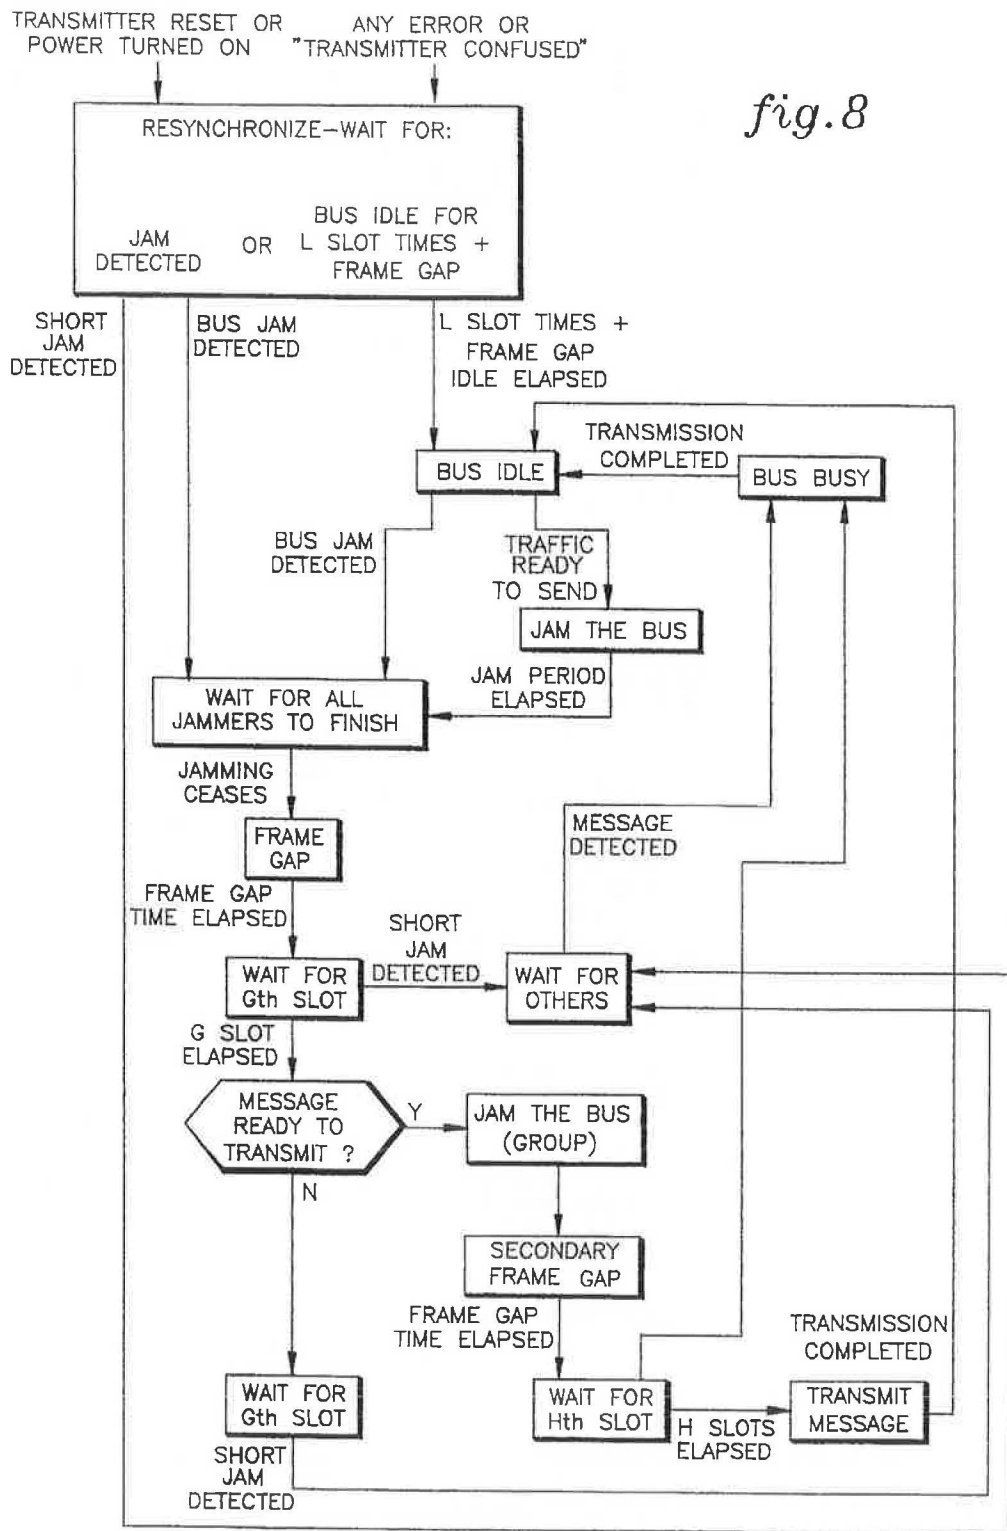 TRANSMITTER RESET OR
POWER TURNED ON
ANY ERROR OR
"TRANSMITTER CONFUSED"
fig.8
RESYNCHRONIZE-WAIT FOR:
JAM
DETECTED
OR
BUS IDLE FOR
L SLOT TIMES +
FRAME GAP
SHORT
JAM
DETECTED
BUS JAM
DETECTED
L SLOT TIMES +
FRAME GAP
IDLE ELAPSED
BUS IDLE
TRANSMISSION
COMPLETED
BUS BUSY
BUS JAM
DETECTED
TRAFFIC
READY
TO SEND
JAM THE BUS
JAM PERIOD
ELAPSED
WAIT FOR ALL
JAMMERS TO FINISH
JAMMING
CEASES
FRAME
GAP
MESSAGE
DETECTED
FRAME GAP
TIME ELAPSED
WAIT FOR
Gth SLOT
SHORT
JAM
DETECTED
WAIT FOR
OTHERS
G SLOT
ELAPSED
MESSAGE
READY TO
TRANSMIT ?
Y
JAM THE BUS
(GROUP)
N
SECONDARY
FRAME GAP
FRAME GAP
TIME ELAPSED
WAIT FOR
Hth SLOT
H SLOTS
ELAPSED
TRANSMISSION
COMPLETED
TRANSMIT
MESSAGE
WAIT FOR
Gth SLOT
SHORT
JAM
DETECTED